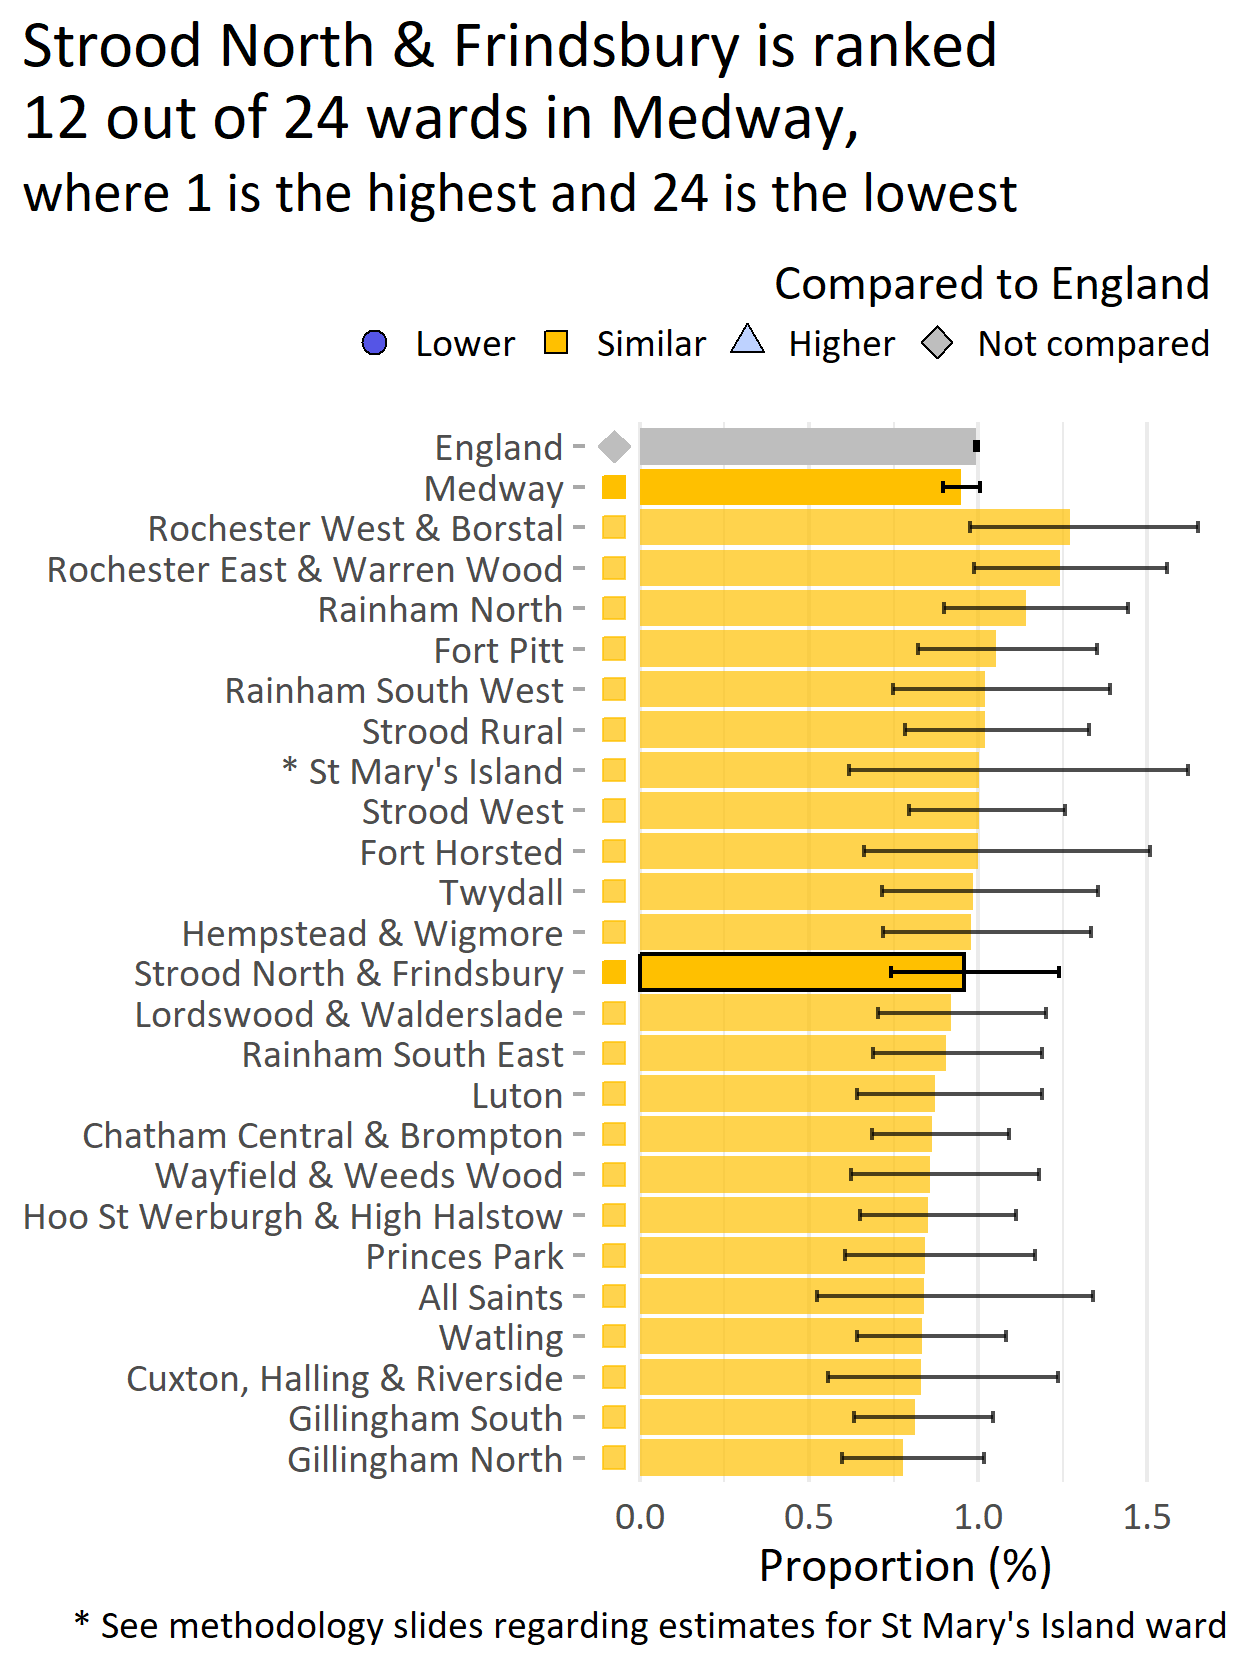 Strood North & Frindsbury is ranked
12 out of 24 wards in Medway,
where 1 is the highest and 24 is the lowest
Compared to England
Lower Similar Higher Not compared
England
Medway
Rochester West & Borstal
Rochester East & Warren Wood
Rainham North
Fort Pitt
Rainham South West
Strood Rural
* St Mary's Island
Strood West
Fort Horsted
Twydall
Hempstead & Wigmore
Strood North & Frindsbury
Lordswood & Walderslade
Rainham South East
Luton
Chatham Central & Brompton
Wayfield & Weeds Wood
Hoo St Werburgh & High Halstow
Princes Park
All Saints
Watling
Cuxton, Halling & Riverside
Gillingham South
Gillingham North
0.0 0.5 1.0 1.5
Proportion (%)
* See methodology slides regarding estimates for St Mary's Island ward